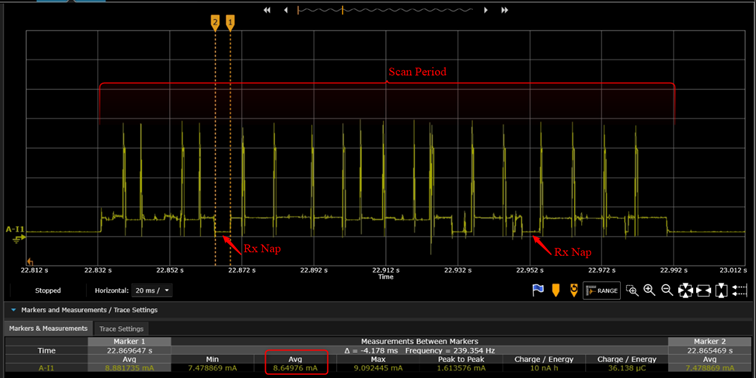 2 1
Scan Period
A-I1
Rx Nap
Rx Nap
22.812 s 22.832 s 22.852 s 22.872 s 22.892 s 22.912 s 22.932 s 22.952 s 22.972 s 22.992 s 23.012 s
Time
Stopped Horizontal: 20 ms / RANGE
Markers and Measurements / Trace Settings
Markers & Measurements Trace Settings
Marker 1 Measurements Between Markers Marker 2
Time 22.869647 s Δ = -4.178 ms Frequency = 239.354 Hz 22.865469 s
Avg Min Avg Max Peak to Peak Charge / Energy Charge / Energy Avg
A-I1 8.881735 mA 7.478869 mA 8.64976 mA 9.092445 mA 1.613576 mA 10 nA h 36.138 µC 7.478869 mA